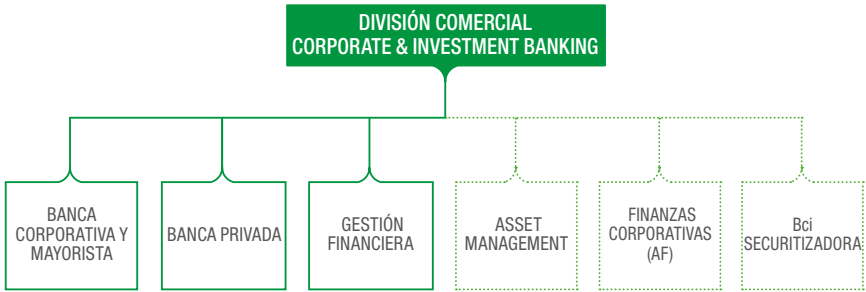 DIVISIÓN COMERCIAL
CORPORATE & INVESTMENT BANKING
BANCA
CORPORATIVA Y
MAYORISTA
BANCA PRIVADA
GESTIÓN
FINANCIERA
ASSET
MANAGEMENT
FINANZAS
CORPORATIVAS
(AF)
Bci
SECURITIZADORA